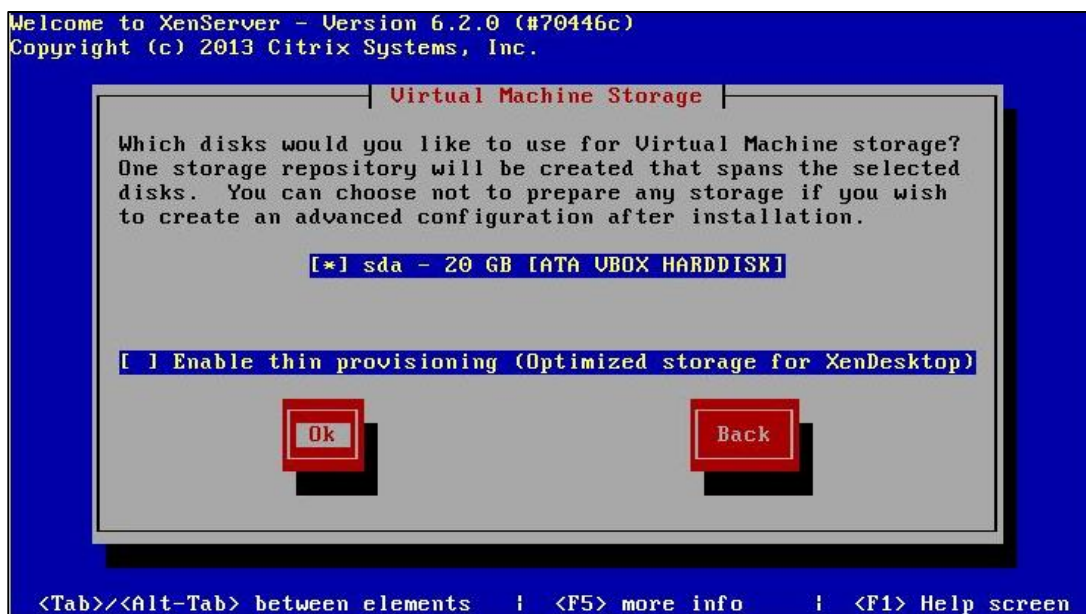 Welcome to XenServer - Version 6.2.0 (#70446c)
Copyright (c) 2013 Citrix Systems, Inc.
Virtual Machine Storage
Which disks would you like to use for Virtual Machine storage?
One storage repository will be created that spans the selected
disks.  You can choose not to prepare any storage if you wish
to create an advanced configuration after installation.
[*] sda - 20 GB [ATA VBOX HARDDISK]
[ ] Enable thin provisioning (Optimized storage for XenDesktop)
Ok Back
<Tab>/<Alt-Tab> between elements | <F5> more info | <F1> Help screen